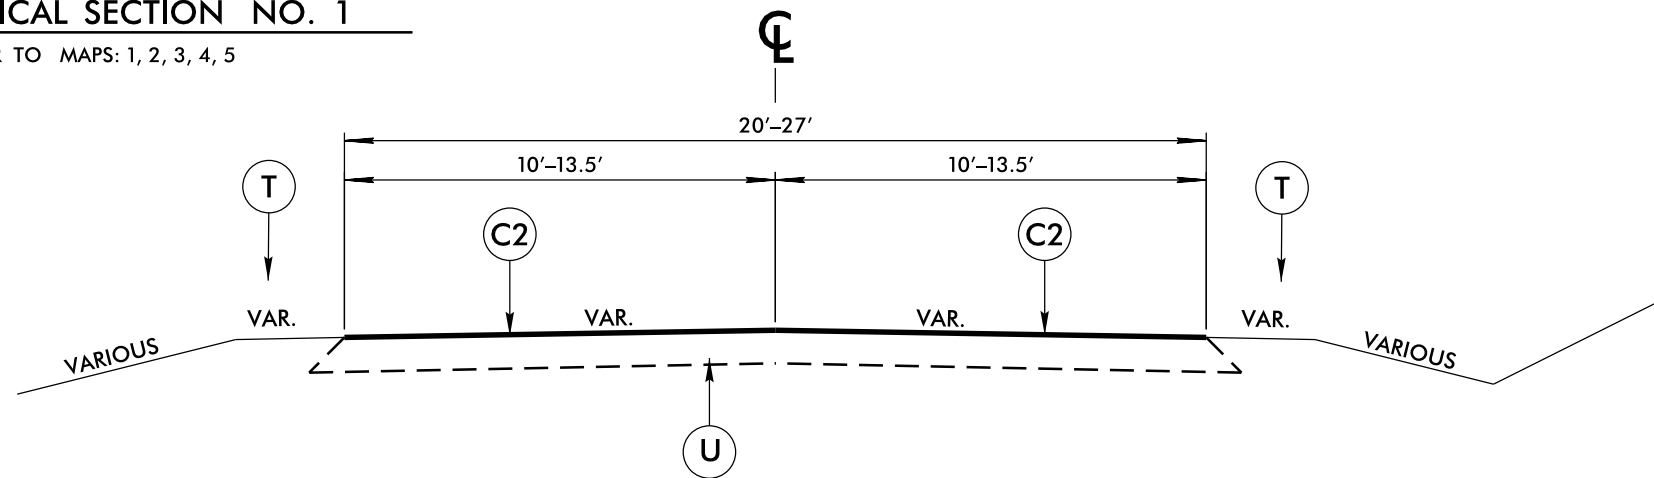 ICAL SECTION NO. 1
TO MAPS: 1, 2, 3, 4, 5
℄
20'–27'
10'–13.5' 10'–13.5'
T T
C2 C2
VAR. VAR. VAR. VAR.
VARIOUS VARIOUS
U